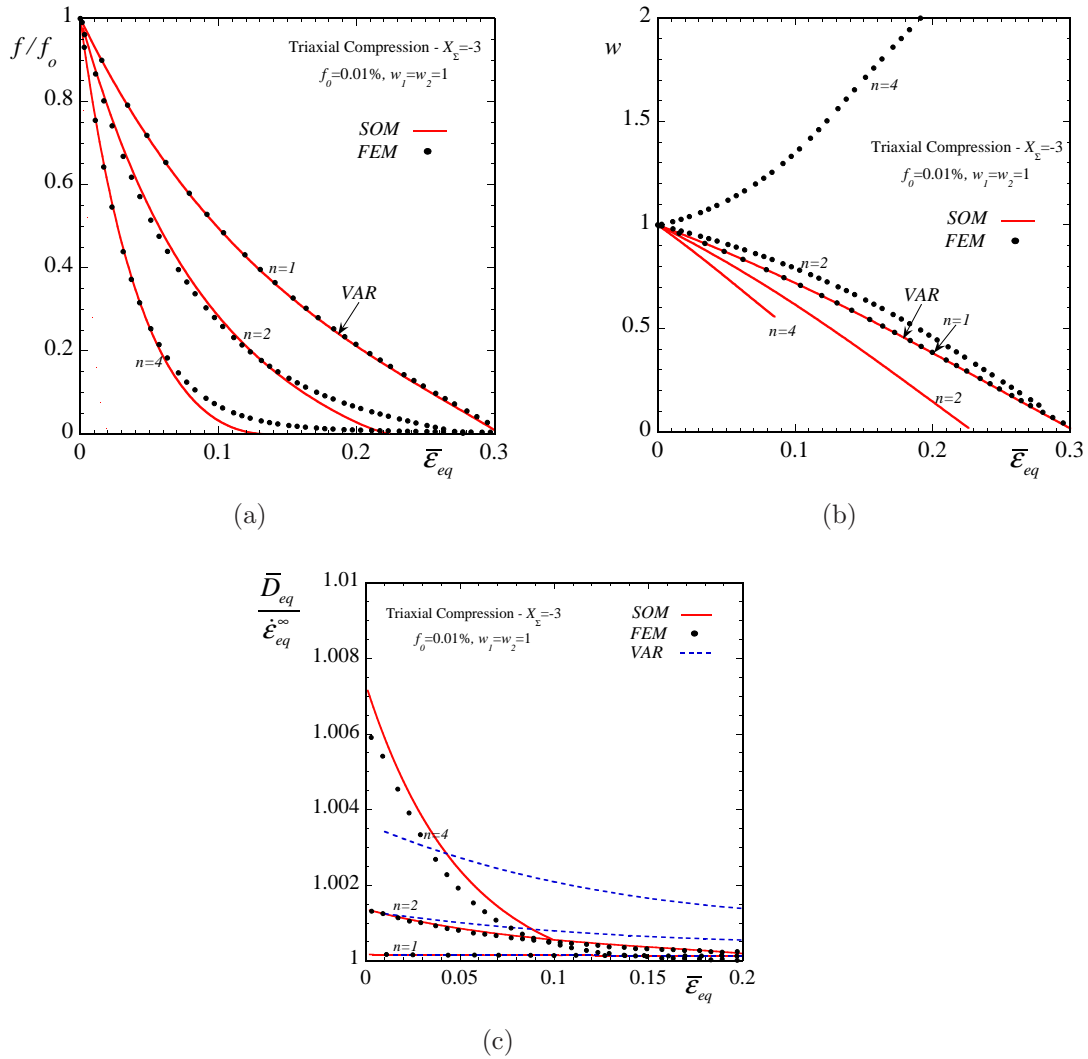 f/f_o
Triaxial Compression - X_Σ=-3
f_0=0.01%, w_1=w_2=1
SOM
FEM
n=1
VAR
n=2
n=4
0
0.2
0.4
0.6
0.8
1
0
0.1
0.2
0.3
ε̅_eq
(a)
w
n=4
Triaxial Compression - X_Σ=-3
f_0=0.01%, w_1=w_2=1
SOM
FEM
n=2
VAR
n=1
n=4
n=2
0
0.5
1
1.5
2
0
0.1
0.2
0.3
ε̅_eq
(b)
D̅_eq
ε̇_eq^∞
Triaxial Compression - X_Σ=-3
f_0=0.01%, w_1=w_2=1
SOM
FEM
VAR
n=4
n=2
n=1
1
1.002
1.004
1.006
1.008
1.01
0
0.05
0.1
0.15
0.2
ε̅_eq
(c)